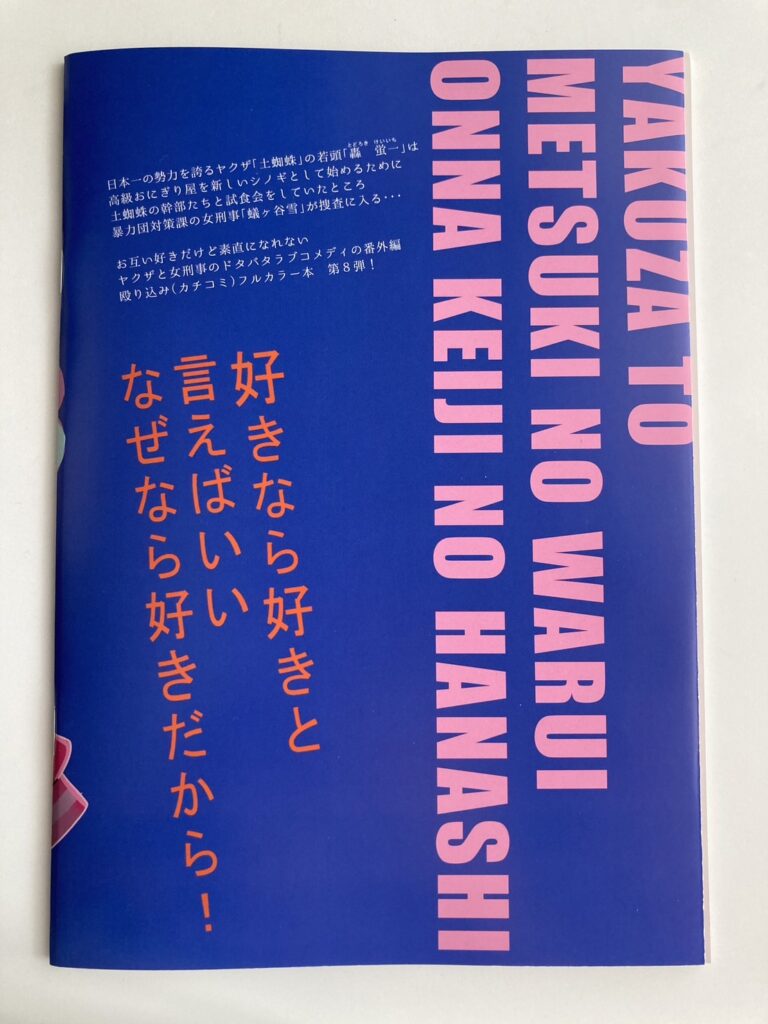 YAKUZA TO
METSUKI NO WARUI
ONNA KEIJI NO HANASHI
とどろき けいいち
日本一の勢力を誇るヤクザ「土蜘蛛」の若頭「轟 蛍一」は
高級おにぎり屋を新しいシノギとして始めるために
土蜘蛛の幹部たちと試食会をしていたところ
暴力団対策課の女刑事「蟻ヶ谷雪」が捜査に入る・・・
お互い好きだけど素直になれない
ヤクザと女刑事のドタバタラブコメディの番外編
殴り込み(カチコミ)フルカラー本 第8弾!
好きなら好きと
言えばいい
なぜなら好きだから!